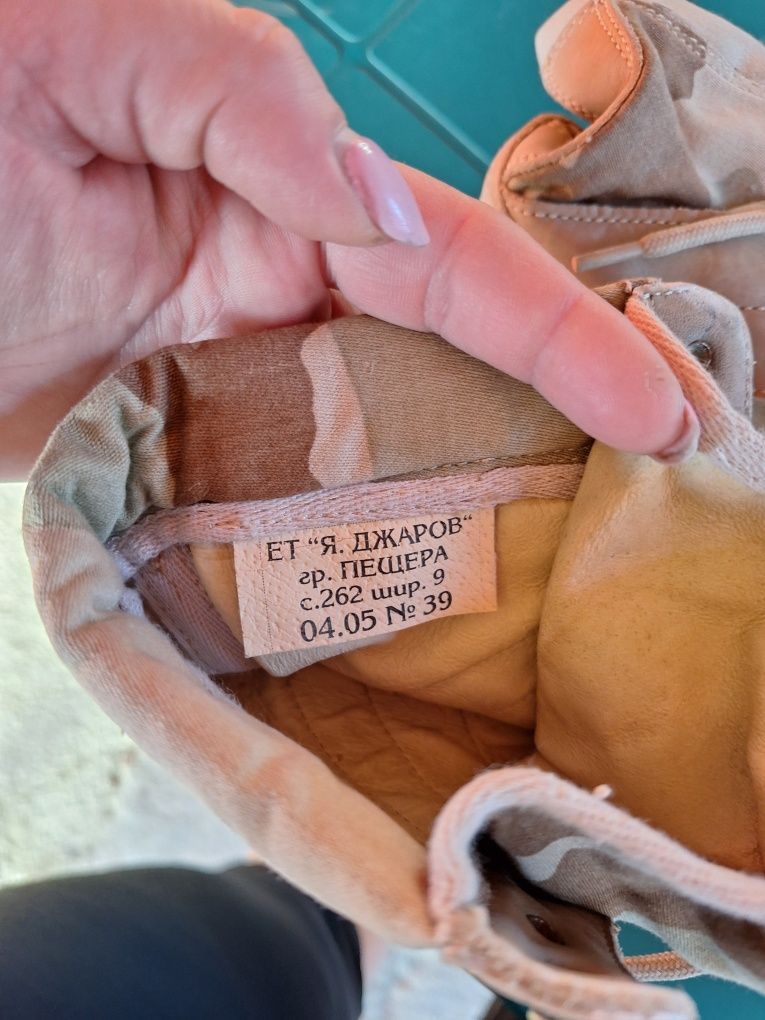 ЕТ “Я. ДЖАРОВ“
гр. ПЕЩЕРА
с.262 шир. 9
04.05 № 39